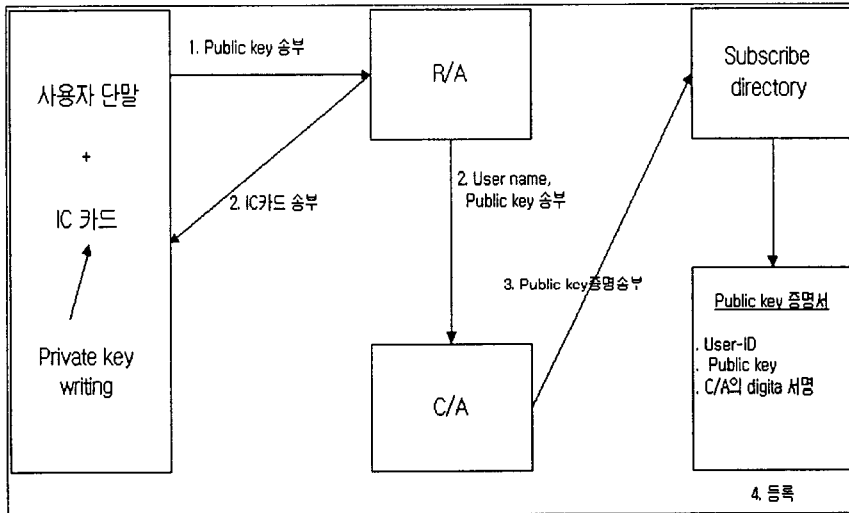 1. Public key 송부
사용자 단말
+
IC 카드
Private key
writing
2. IC카드 송부
R/A
2. User name,
Public key 송부
C/A
3. Public key증명송부
Subscribe
directory
Public key 증명서
. User-ID
. Public key
. C/A의 digita 서명
4. 등록